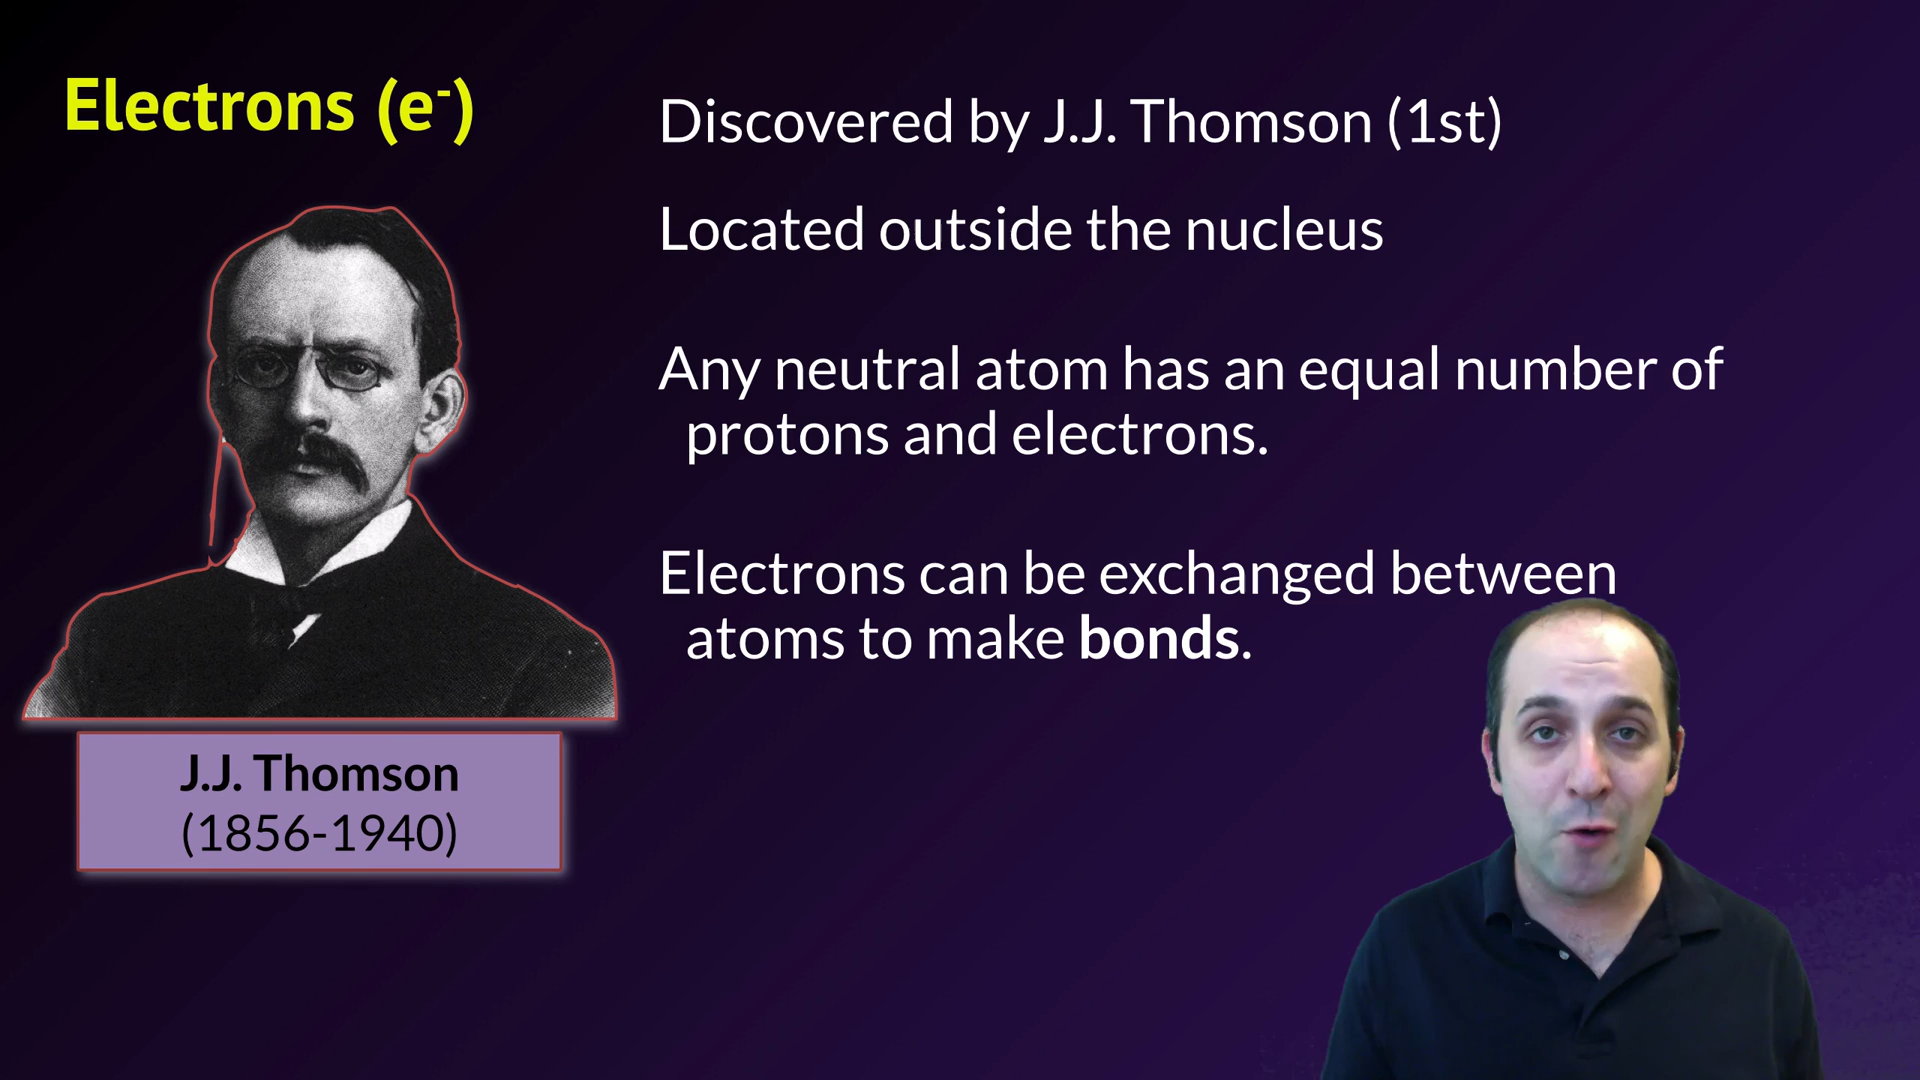 Electrons (e⁻)
Discovered by J.J. Thomson (1st)
Located outside the nucleus
Any neutral atom has an equal number of
protons and electrons.
Electrons can be exchanged between
atoms to make bonds.
J.J. Thomson
(1856-1940)